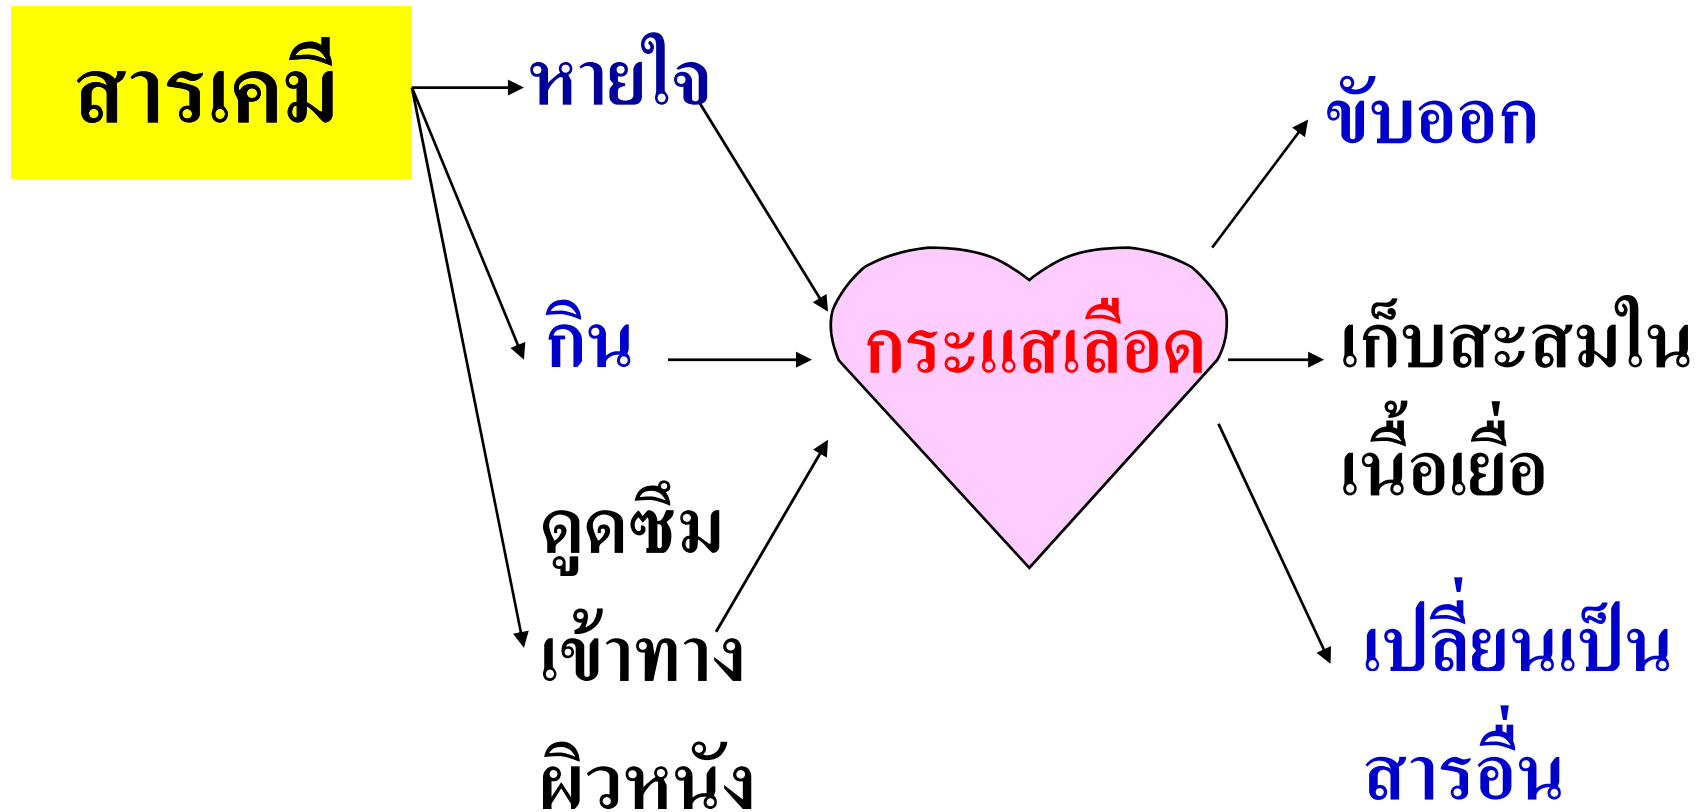 สารเคมี
หายใจ
กิน
ดูดซึม
เข้าทาง
ผิวหนัง
กระแสเลือด
ขับออก
เก็บสะสมใน
เนื้อเยื่อ
เปลี่ยนเป็น
สารอื่น